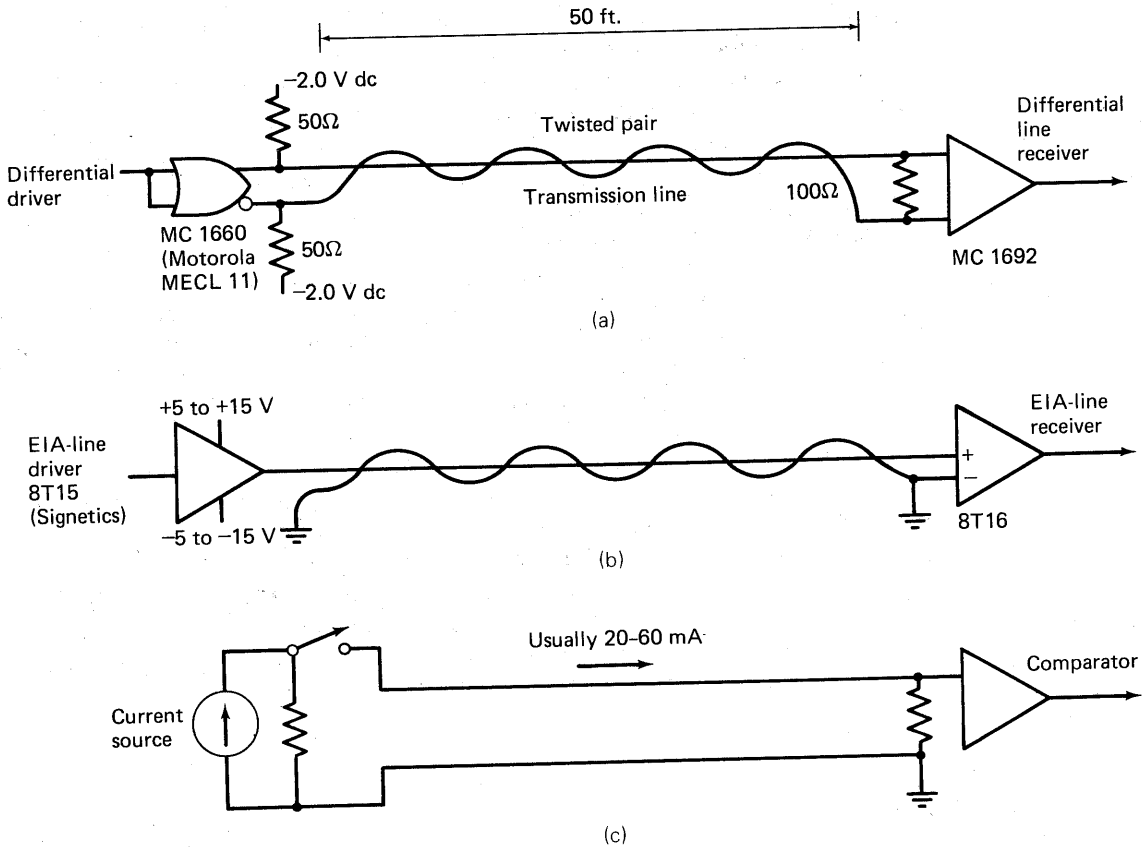 50 ft.
−2.0 V dc
50Ω
Twisted pair
Differential
line
receiver
Differential
driver
Transmission line
100Ω
MC 1660
(Motorola
MECL 11)
50Ω
MC 1692
−2.0 V dc
(a)
+5 to +15 V
EIA-line
receiver
EIA-line
driver
8T15
(Signetics)
+
−
−5 to −15 V
8T16
(b)
Usually 20–60 mA
Comparator
Current
source
(c)